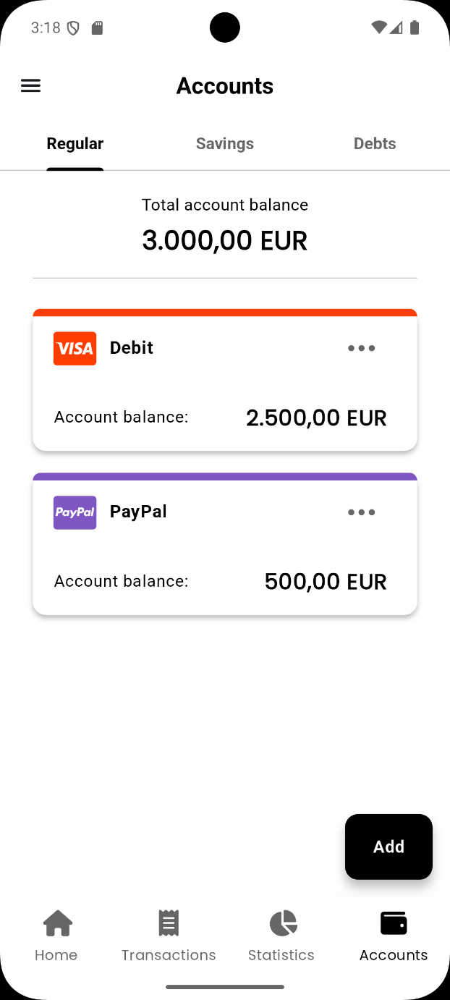 3:18
Accounts
Regular Savings Debts
Total account balance
3.000,00 EUR
VISA Debit
Account balance: 2.500,00 EUR
PayPal PayPal
Account balance: 500,00 EUR
Add
Home Transactions Statistics Accounts